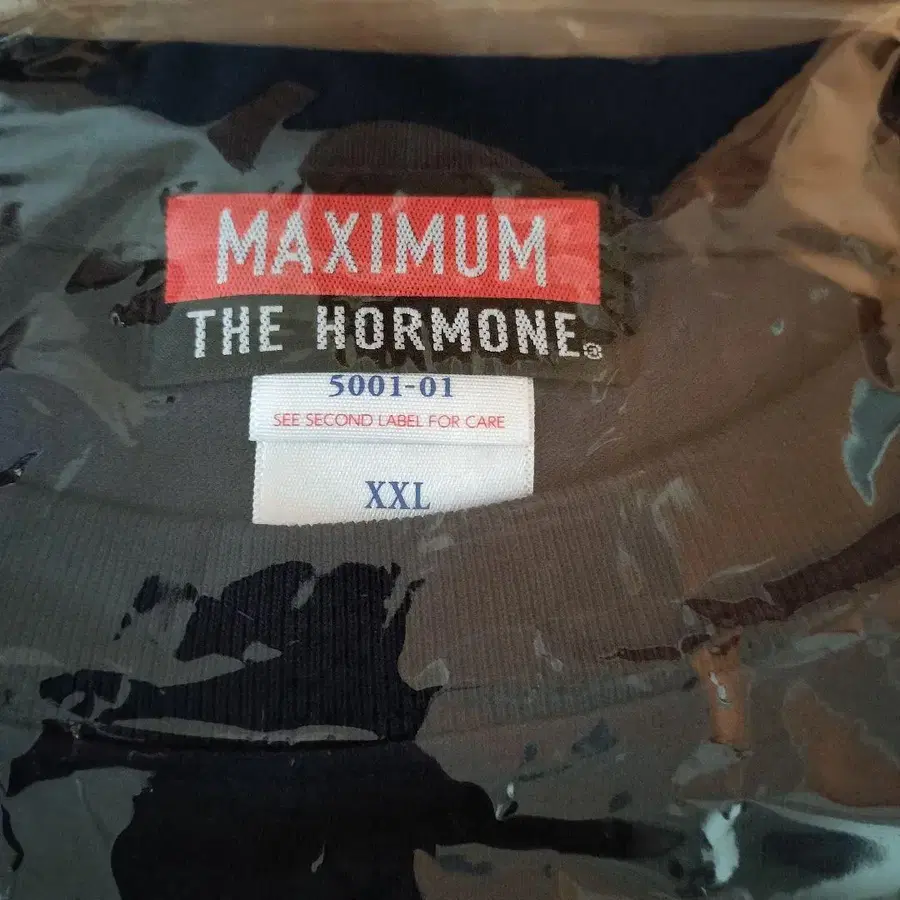 MAXIMUM
THE HORMONE®
5001-01
SEE SECOND LABEL FOR CARE
XXL